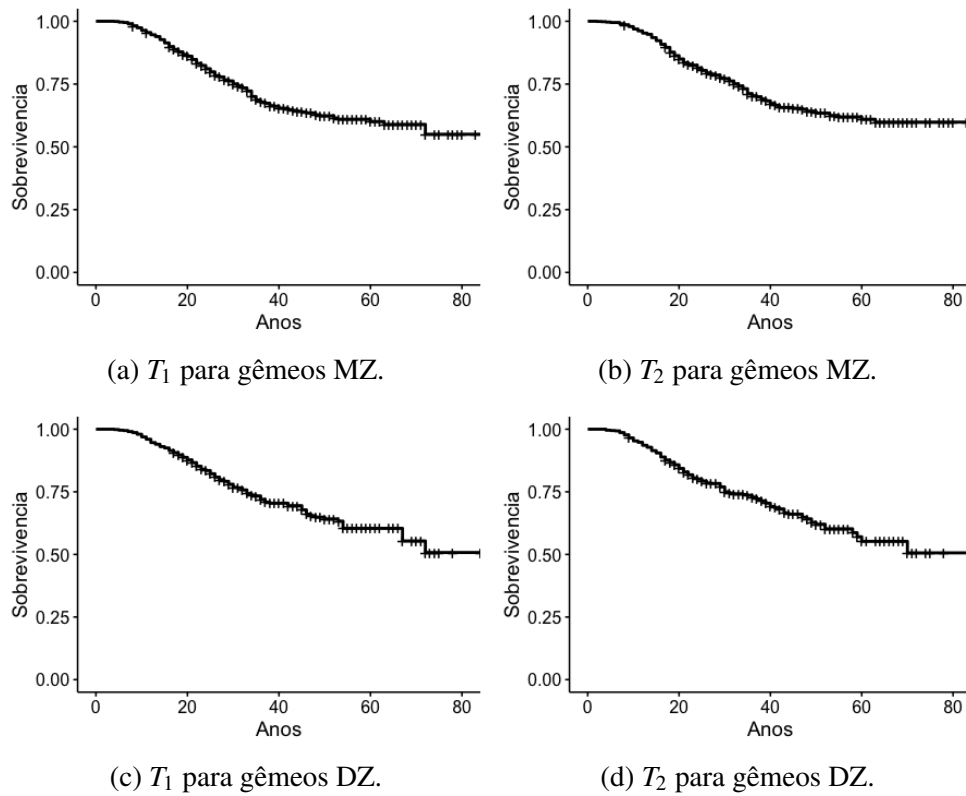 Sobrevivencia
1.00
0.75
0.50
0.25
0.00
0 20 40 60 80
Anos
(a) T1 para gêmeos MZ.
Sobrevivencia
1.00
0.75
0.50
0.25
0.00
0 20 40 60 80
Anos
(b) T2 para gêmeos MZ.
Sobrevivencia
1.00
0.75
0.50
0.25
0.00
0 20 40 60 80
Anos
(c) T1 para gêmeos DZ.
Sobrevivencia
1.00
0.75
0.50
0.25
0.00
0 20 40 60 80
Anos
(d) T2 para gêmeos DZ.